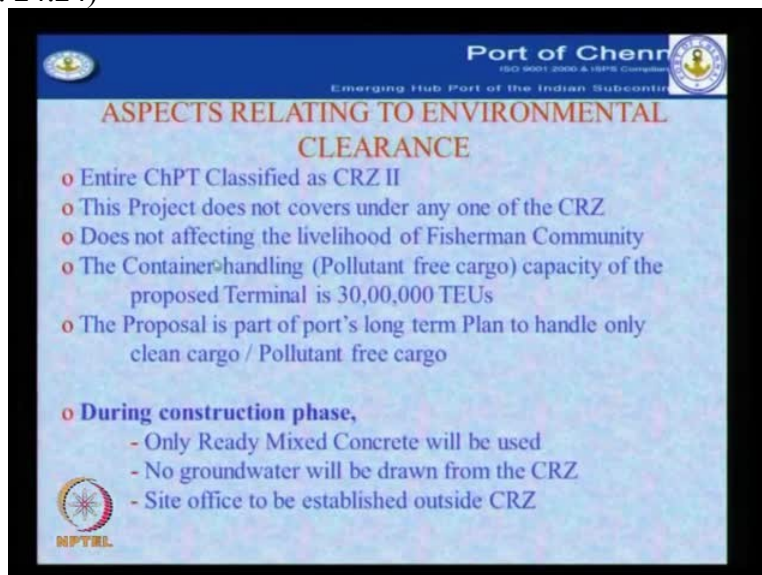 Port of Chenn
ISO 9001:2000 & ISPS Complian
Emerging Hub Port of the Indian Subcontin
ASPECTS RELATING TO ENVIRONMENTAL
CLEARANCE
o Entire ChPT Classified as CRZ II
o This Project does not covers under any one of the CRZ
o Does not affecting the livelihood of Fisherman Community
o The Container handling (Pollutant free cargo) capacity of the
proposed Terminal is 30,00,000 TEUs
o The Proposal is part of port's long term Plan to handle only
clean cargo / Pollutant free cargo
o During construction phase,
- Only Ready Mixed Concrete will be used
- No groundwater will be drawn from the CRZ
- Site office to be established outside CRZ
NPTEL